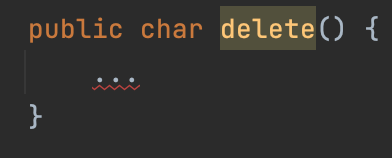 public char delete() {
    ...
}